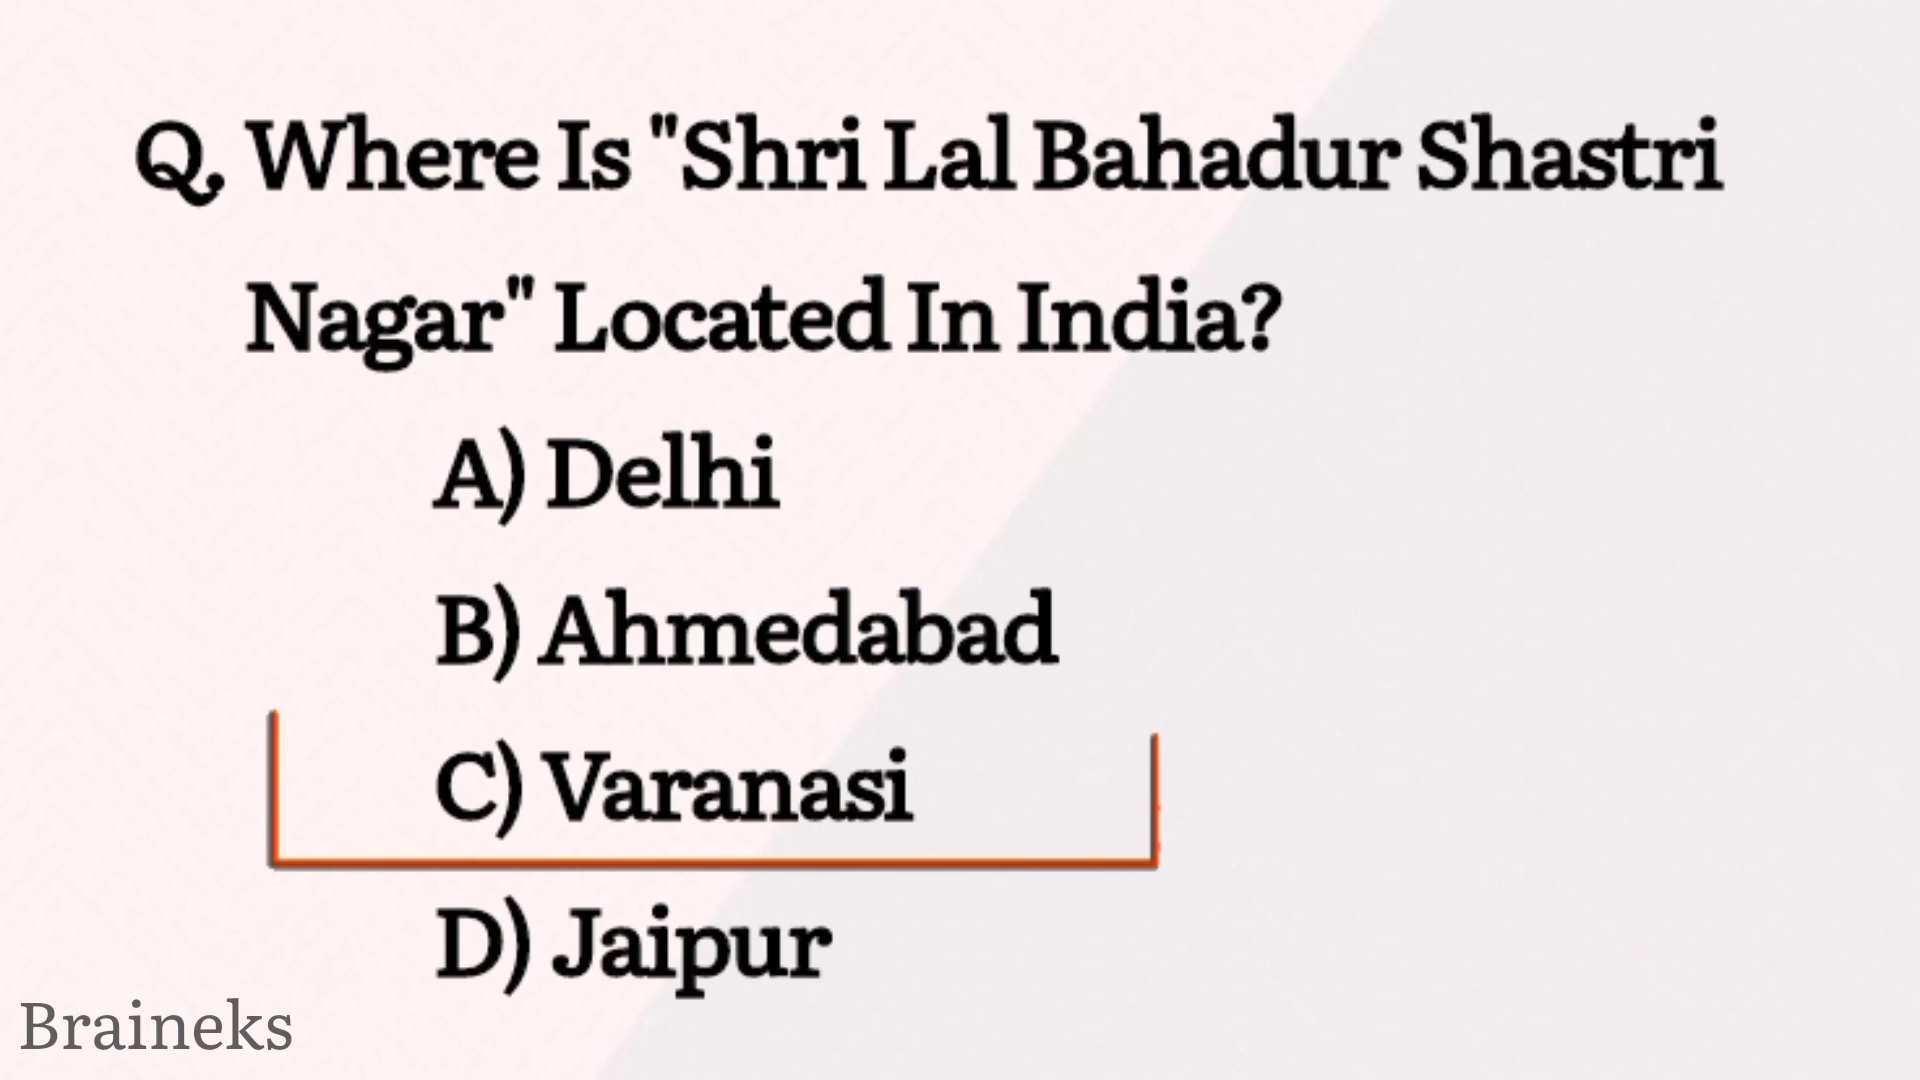 Q. Where Is "Shri Lal Bahadur Shastri
Nagar" Located In India?
A) Delhi
B) Ahmedabad
C) Varanasi
D) Jaipur
Braineks